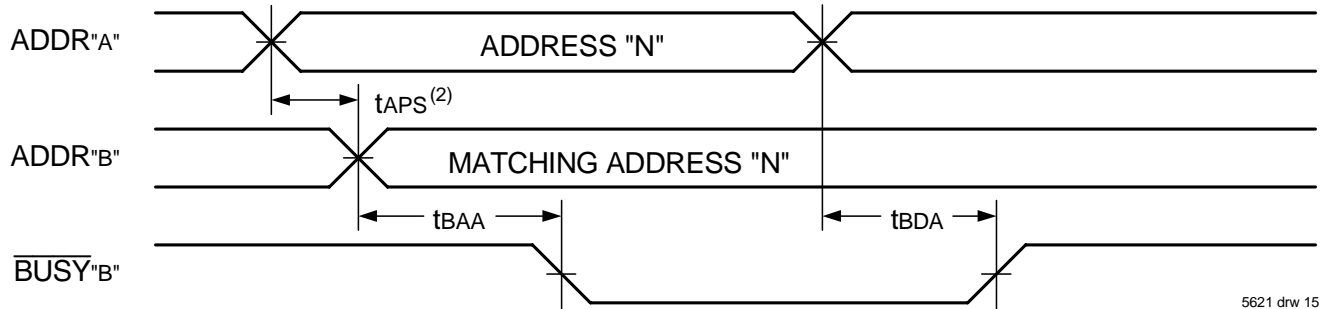 ADDR"A"
ADDRESS "N"
tAPS(2)
ADDR"B"
MATCHING ADDRESS "N"
tBAA
tBDA
BUSY"B"
5621 drw 15